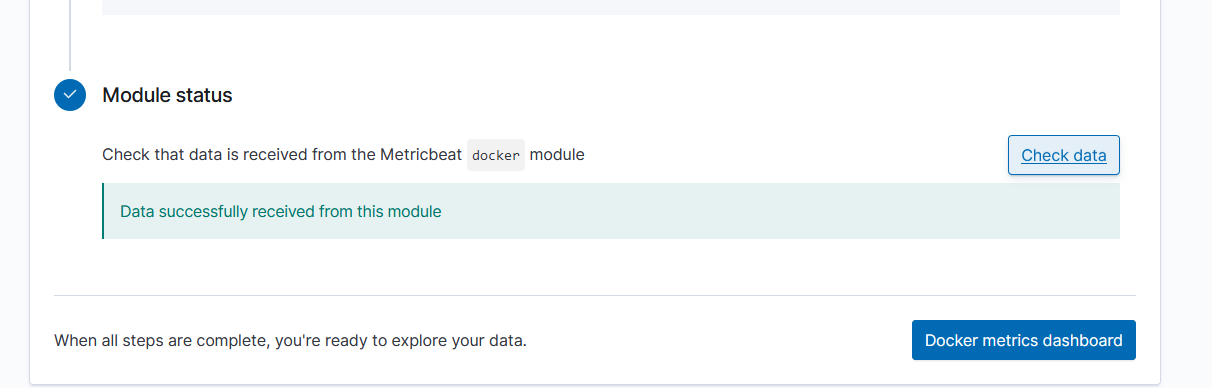 Module status
Check that data is received from the Metricbeat docker module
Check data
Data successfully received from this module
When all steps are complete, you're ready to explore your data.
Docker metrics dashboard